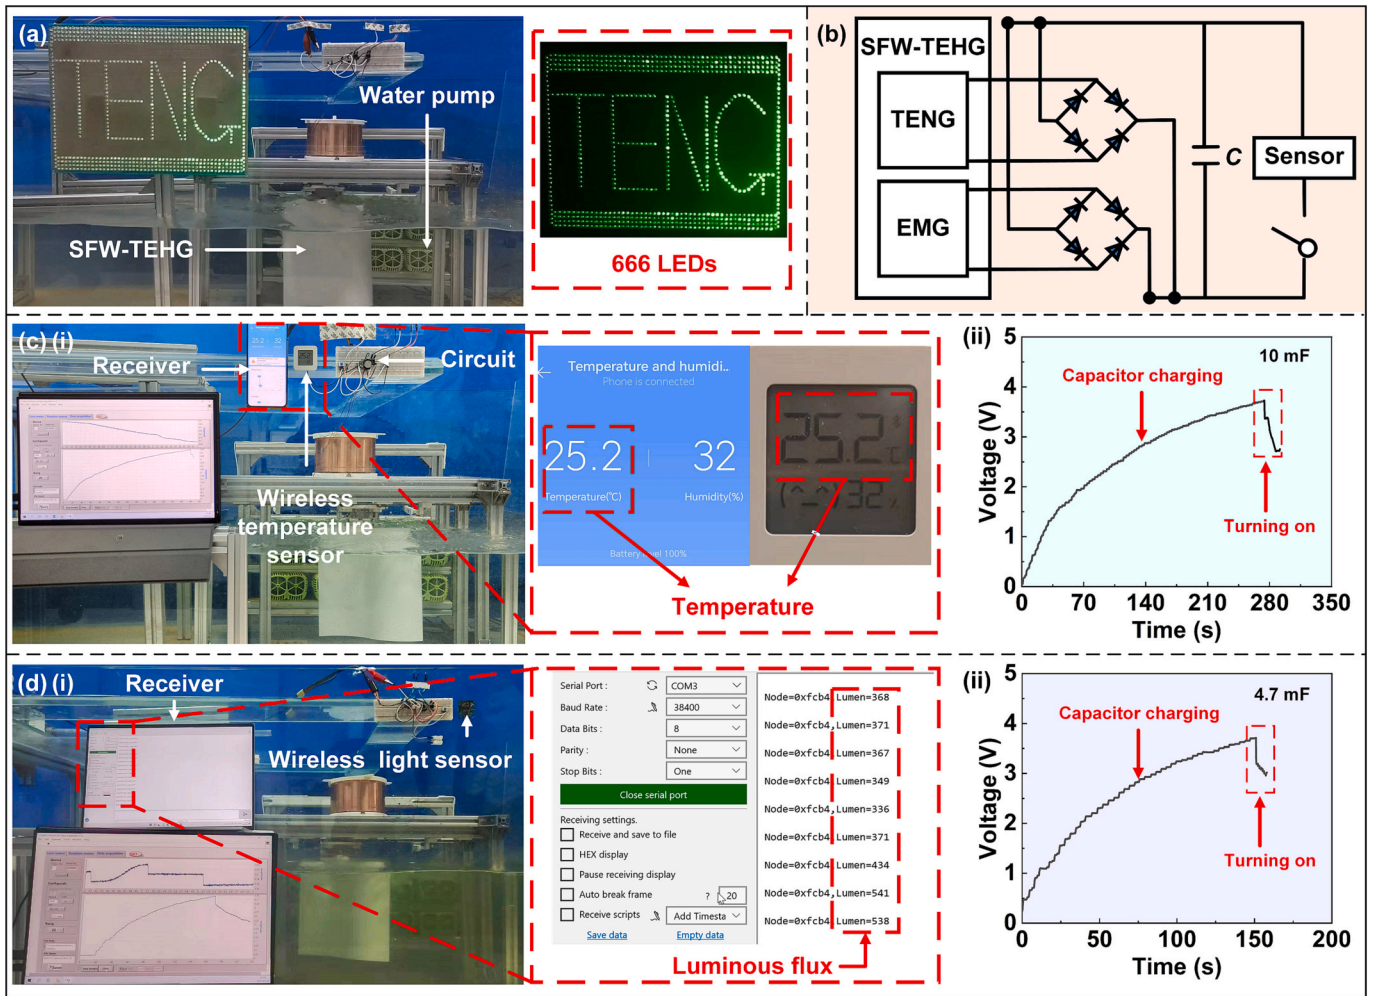 (a)
TENG
Water pump
SFW-TEHG
TENG
666 LEDs
(b)
SFW-TEHG
TENG
EMG
C
Sensor
(c) (i)
25.2
32
Receiver
Circuit
Wireless
temperature
sensor
Temperature and humidi..
Phone is connected
25.2
32
Temperature(℃)
Humidity(%)
Battery level 100%
25.2
℃
(^_^)
32
%
Temperature
(ii)
10 mF
Capacitor charging
Turning on
Voltage (V)
5
4
3
2
1
0
0
70
140
210
280
350
Time (s)
(d) (i)
Receiver
Wireless light sensor
Serial Port :
COM3
Baud Rate :
38400
Data Bits :
8
Parity :
None
Stop Bits :
One
Close serial port
Receiving settings.
Receive and save to file
HEX display
Pause receiving display
Auto break frame
?
20
Receive scripts
Add Timesta
Save data
Empty data
Node=0xfcb4,Lumen=368
Node=0xfcb4,Lumen=371
Node=0xfcb4,Lumen=367
Node=0xfcb4,Lumen=349
Node=0xfcb4,Lumen=336
Node=0xfcb4,Lumen=371
Node=0xfcb4,Lumen=434
Node=0xfcb4,Lumen=541
Node=0xfcb4,Lumen=538
Luminous flux
(ii)
4.7 mF
Capacitor charging
Turning on
Voltage (V)
5
4
3
2
1
0
0
50
100
150
200
Time (s)